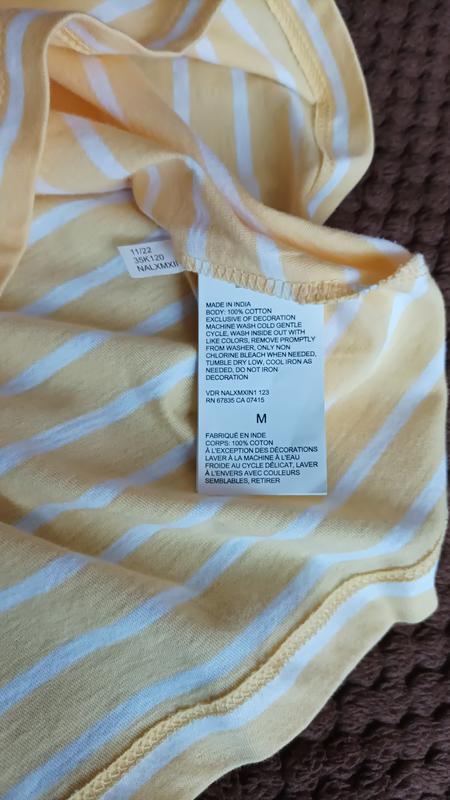 11/22
35K120
NALXMXIN
MADE IN INDIA
BODY: 100% COTTON
EXCLUSIVE OF DECORATION
MACHINE WASH COLD GENTLE
CYCLE, WASH INSIDE OUT WITH
LIKE COLORS, REMOVE PROMPTLY
FROM WASHER, ONLY NON
CHLORINE BLEACH WHEN NEEDED,
TUMBLE DRY LOW, COOL IRON AS
NEEDED, DO NOT IRON
DECORATION
VDR NALXMXIN1 123
RN 67835 CA 07415
M
FABRIQUÉ EN INDE
CORPS: 100% COTON
À L'EXCEPTION DES DÉCORATIONS
LAVER À LA MACHINE À L'EAU
FROIDE AU CYCLE DÉLICAT, LAVER
À L'ENVERS AVEC COULEURS
SEMBLABLES, RETIRER